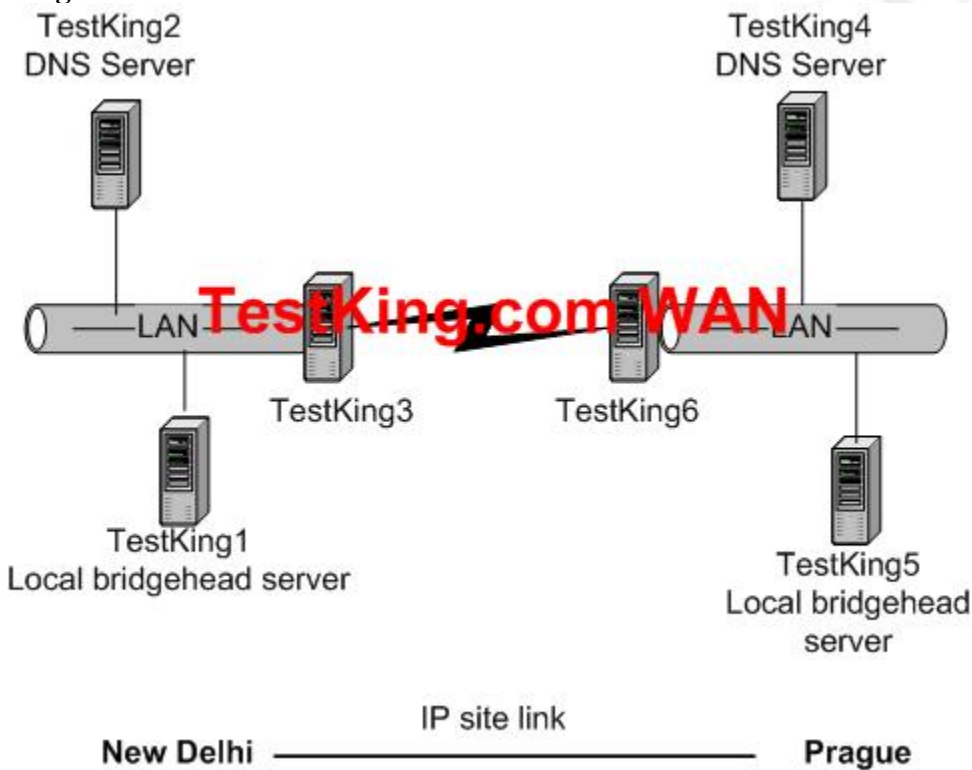 TestKing2
DNS Server
TestKing4
DNS Server
LAN
TestKing.com WAN
LAN
TestKing3
TestKing6
TestKing1
Local bridgehead server
TestKing5
Local bridgehead
server
IP site link
New Delhi
Prague